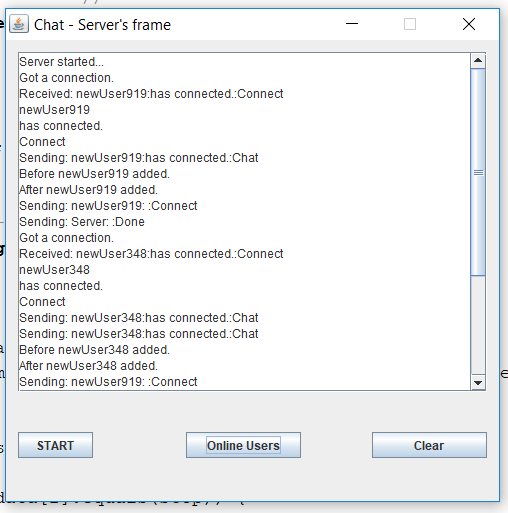 Chat - Server's frame
Server started...
Got a connection.
Received: newUser919:has connected.:Connect
newUser919
has connected.
Connect
Sending: newUser919:has connected.:Chat
Before newUser919 added.
After newUser919 added.
Sending: newUser919: :Connect
Sending: Server: :Done
Got a connection.
Received: newUser348:has connected.:Connect
newUser348
has connected.
Connect
Sending: newUser348:has connected.:Chat
Sending: newUser348:has connected.:Chat
Before newUser348 added.
After newUser348 added.
Sending: newUser919: :Connect
START
Online Users
Clear